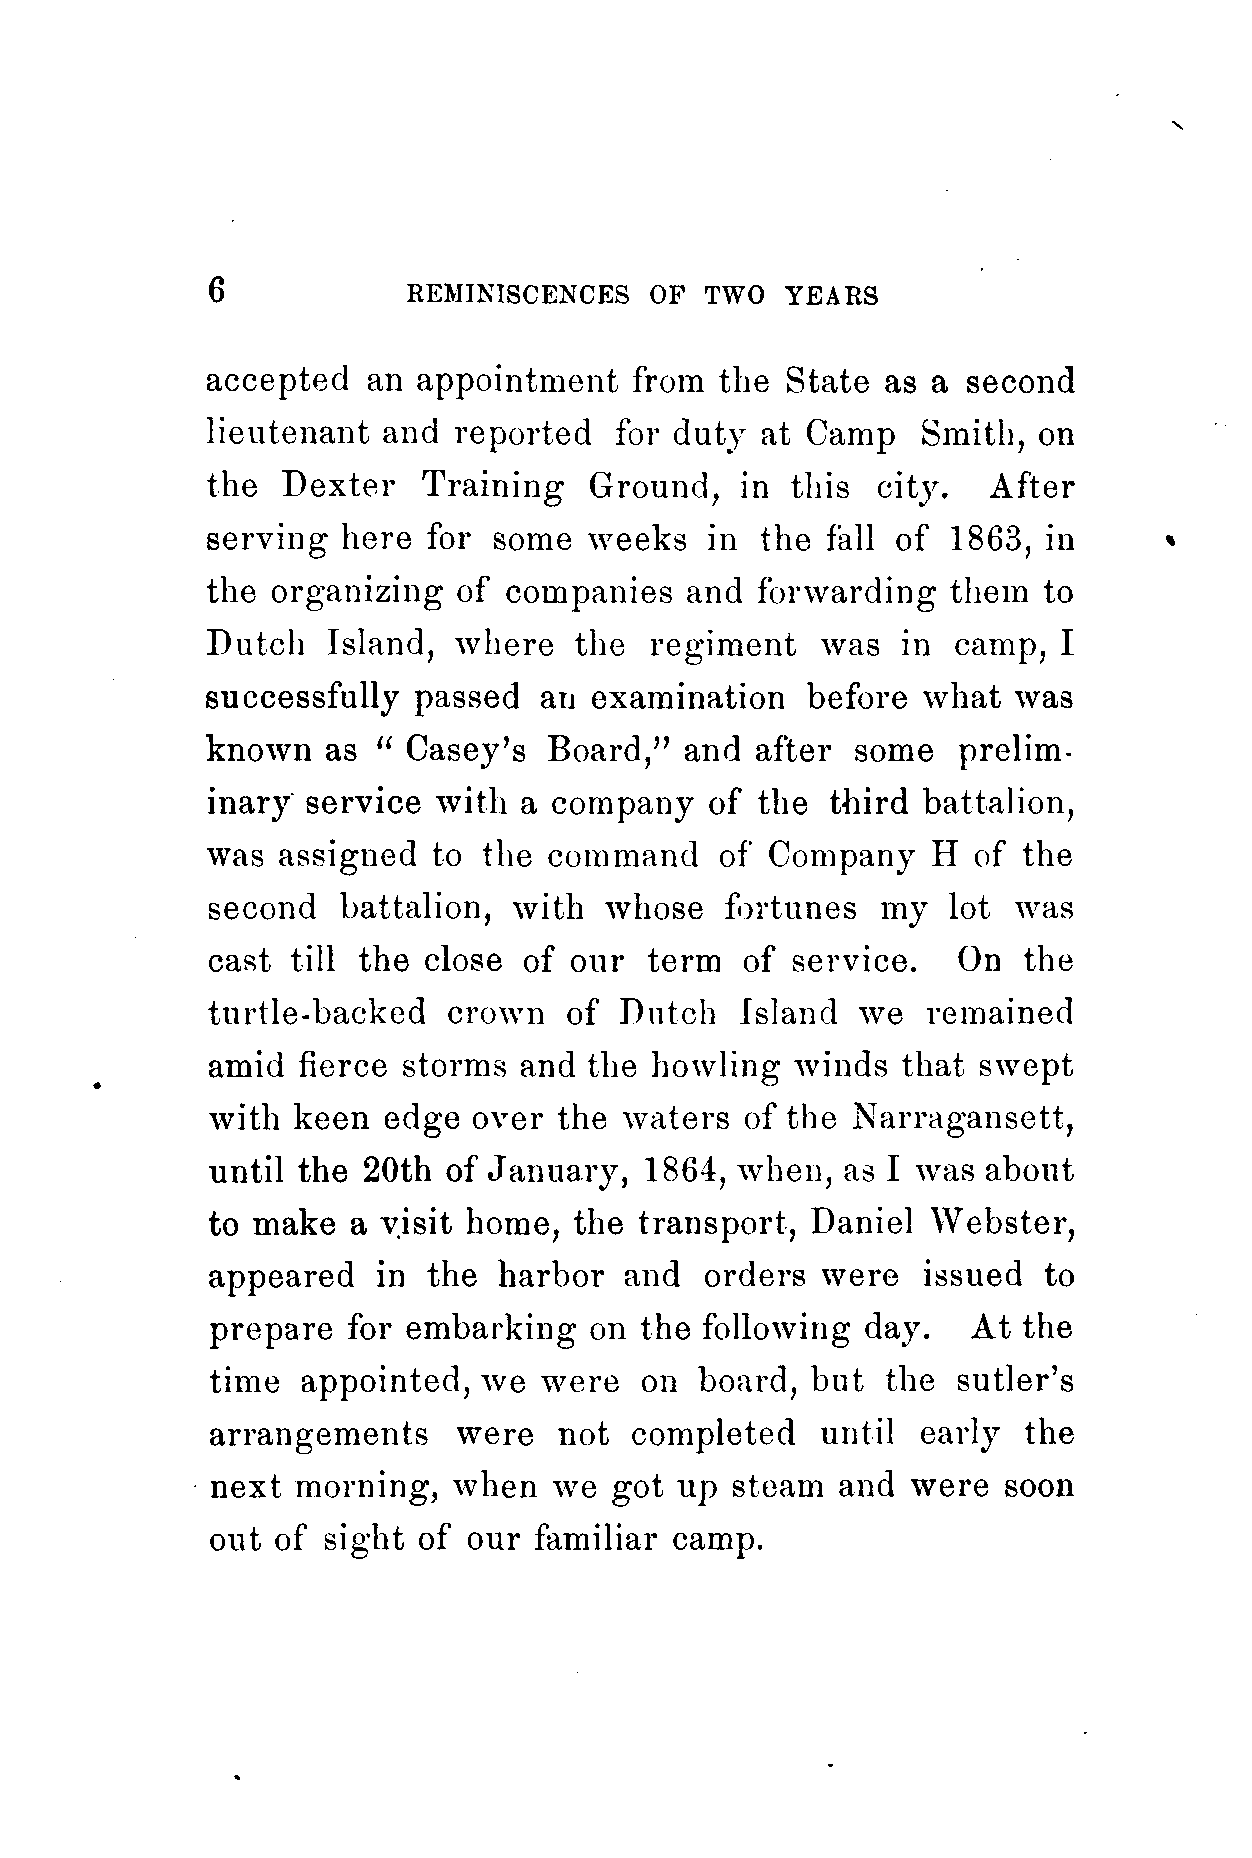 6 REMINISCENCES OF TWO YEARS
accepted an appointment from the State as a second
lieutenant and reported for duty at Camp Smith, on
the Dexter Training Ground, in this city. After
serving here for some weeks in the fall of 1863, in
the organizing of companies and forwarding them to
Dutch Island, where the regiment was in camp, I
successfully passed an examination before what was
known as " Casey's Board," and after some prelim-
inary service with a company of the third battalion,
was assigned to the command of Company H of the
second battalion, with whose fortunes my lot was
cast till the close of our term of service. On the
turtle-backed crown of Dutch Island we remained
amid fierce storms and the howling winds that swept
with keen edge over the waters of the Narragansett,
until the 20th of January, 1864, when, as I was about
to make a visit home, the transport, Daniel Webster,
appeared in the harbor and orders were issued to
prepare for embarking on the following day. At the
time appointed, we were on board, but the sutler's
arrangements were not completed until early the
next morning, when we got up steam and were soon
out of sight of our familiar camp.